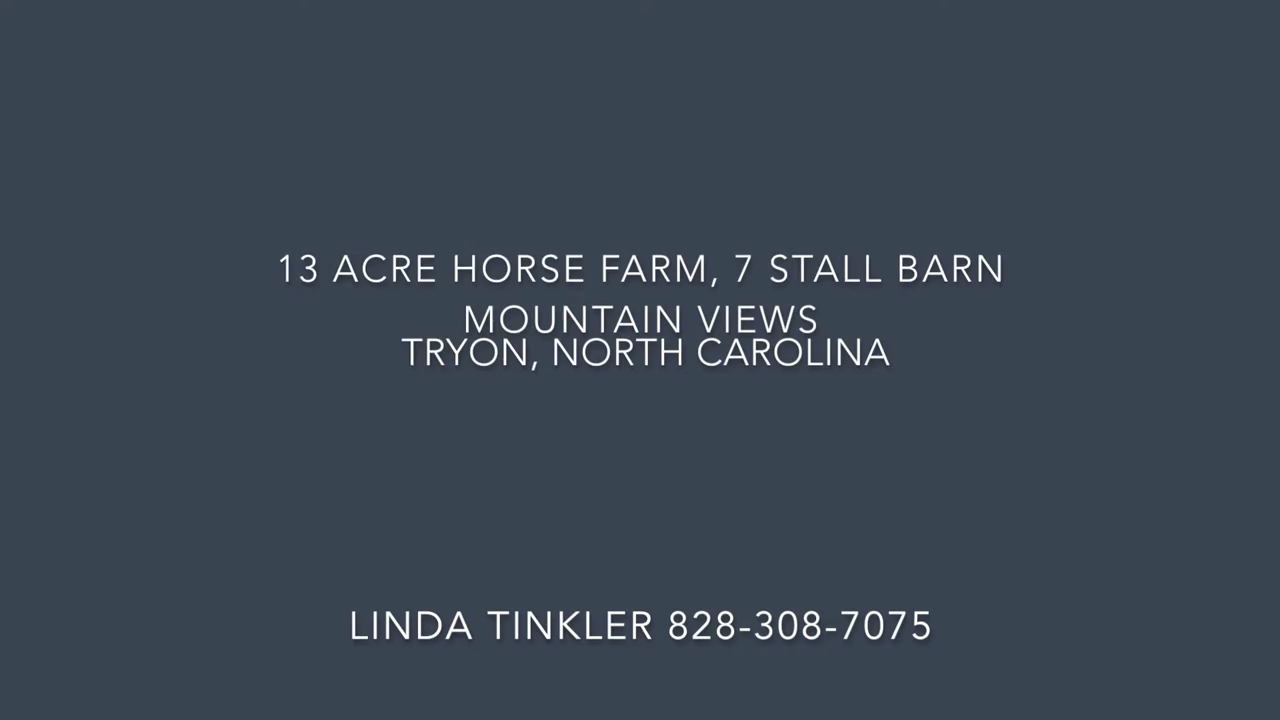 13 ACRE HORSE FARM, 7 STALL BARN
MOUNTAIN VIEWS
TRYON, NORTH CAROLINA
LINDA TINKLER 828-308-7075